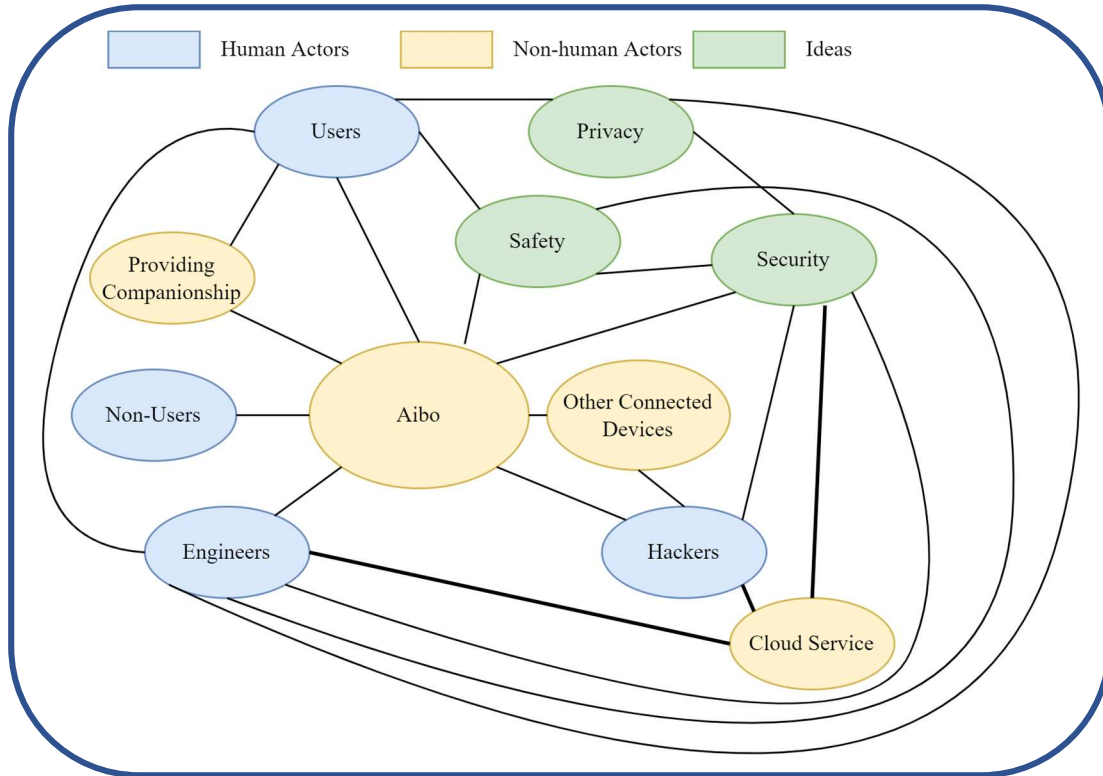 Human Actors
Non-human Actors
Ideas
Users
Privacy
Safety
Security
Providing
Companionship
Non-Users
Aibo
Other Connected
Devices
Engineers
Hackers
Cloud Service